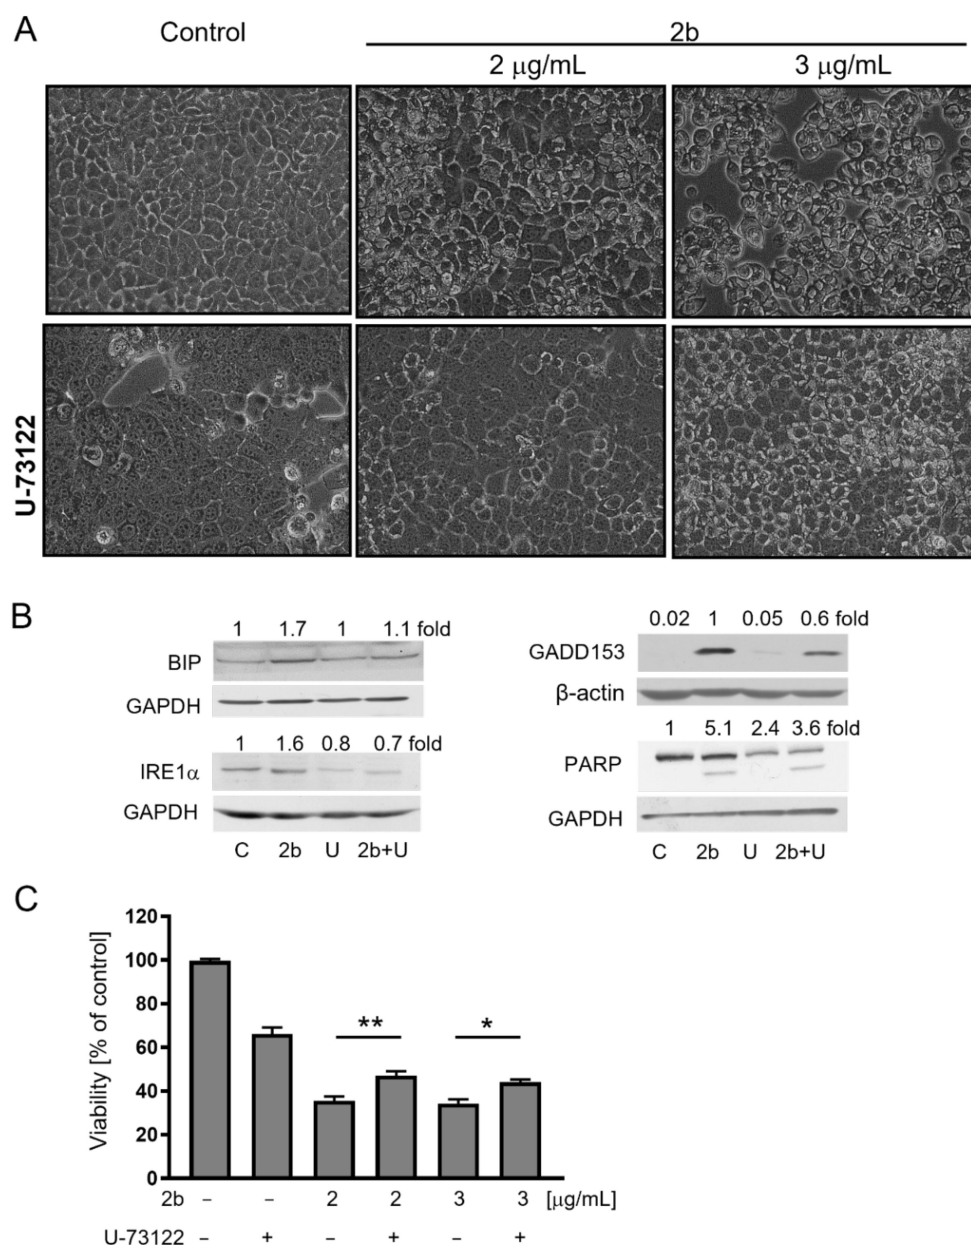 A
Control
2b
2 μg/mL
3 μg/mL
U-73122
B
1 1.7 1 1.1 fold
BIP
GAPDH
1 1.6 0.8 0.7 fold
IRE1α
GAPDH
C 2b U 2b+U
0.02 1 0.05 0.6 fold
GADD153
β-actin
1 5.1 2.4 3.6 fold
PARP
GAPDH
C 2b U 2b+U
C
Viability [% of control]
120
100
80
60
40
20
0
** *
2b – – 2 2 3 3 [μg/mL]
U-73122 – + – + – +